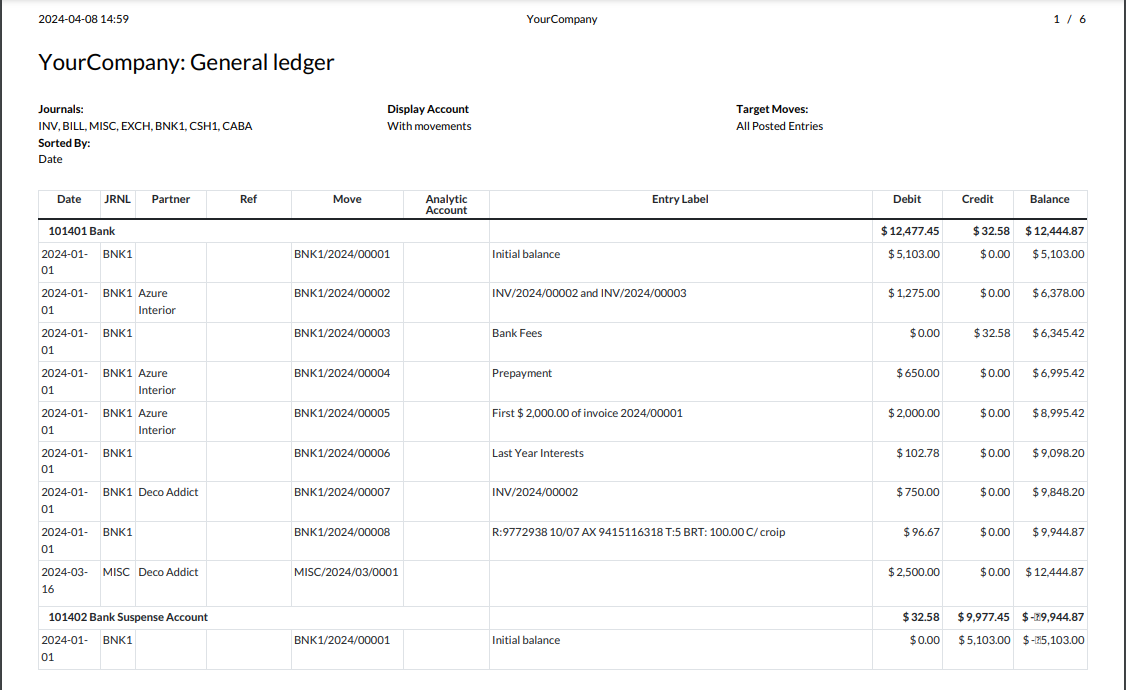 2024-04-08 14:59 YourCompany 1 / 6
YourCompany: General ledger
Journals: Display Account Target Moves:
INV, BILL, MISC, EXCH, BNK1, CSH1, CABA With movements All Posted Entries
Sorted By:
Date
Date JRNL Partner Ref Move Analytic Account Entry Label Debit Credit Balance
101401 Bank $ 12,477.45 $ 32.58 $ 12,444.87
2024-01-01 BNK1 BNK1/2024/00001 Initial balance $ 5,103.00 $ 0.00 $ 5,103.00
2024-01-01 BNK1 Azure Interior BNK1/2024/00002 INV/2024/00002 and INV/2024/00003 $ 1,275.00 $ 0.00 $ 6,378.00
2024-01-01 BNK1 BNK1/2024/00003 Bank Fees $ 0.00 $ 32.58 $ 6,345.42
2024-01-01 BNK1 Azure Interior BNK1/2024/00004 Prepayment $ 650.00 $ 0.00 $ 6,995.42
2024-01-01 BNK1 Azure Interior BNK1/2024/00005 First $ 2,000.00 of invoice 2024/00001 $ 2,000.00 $ 0.00 $ 8,995.42
2024-01-01 BNK1 BNK1/2024/00006 Last Year Interests $ 102.78 $ 0.00 $ 9,098.20
2024-01-01 BNK1 Deco Addict BNK1/2024/00007 INV/2024/00002 $ 750.00 $ 0.00 $ 9,848.20
2024-01-01 BNK1 BNK1/2024/00008 R:9772938 10/07 AX 9415116318 T:5 BRT: 100.00 C/ croip $ 96.67 $ 0.00 $ 9,944.87
2024-03-16 MISC Deco Addict MISC/2024/03/0001 $ 2,500.00 $ 0.00 $ 12,444.87
101402 Bank Suspense Account $ 32.58 $ 9,977.45 $ -9,944.87
2024-01-01 BNK1 BNK1/2024/00001 Initial balance $ 0.00 $ 5,103.00 $ -5,103.00